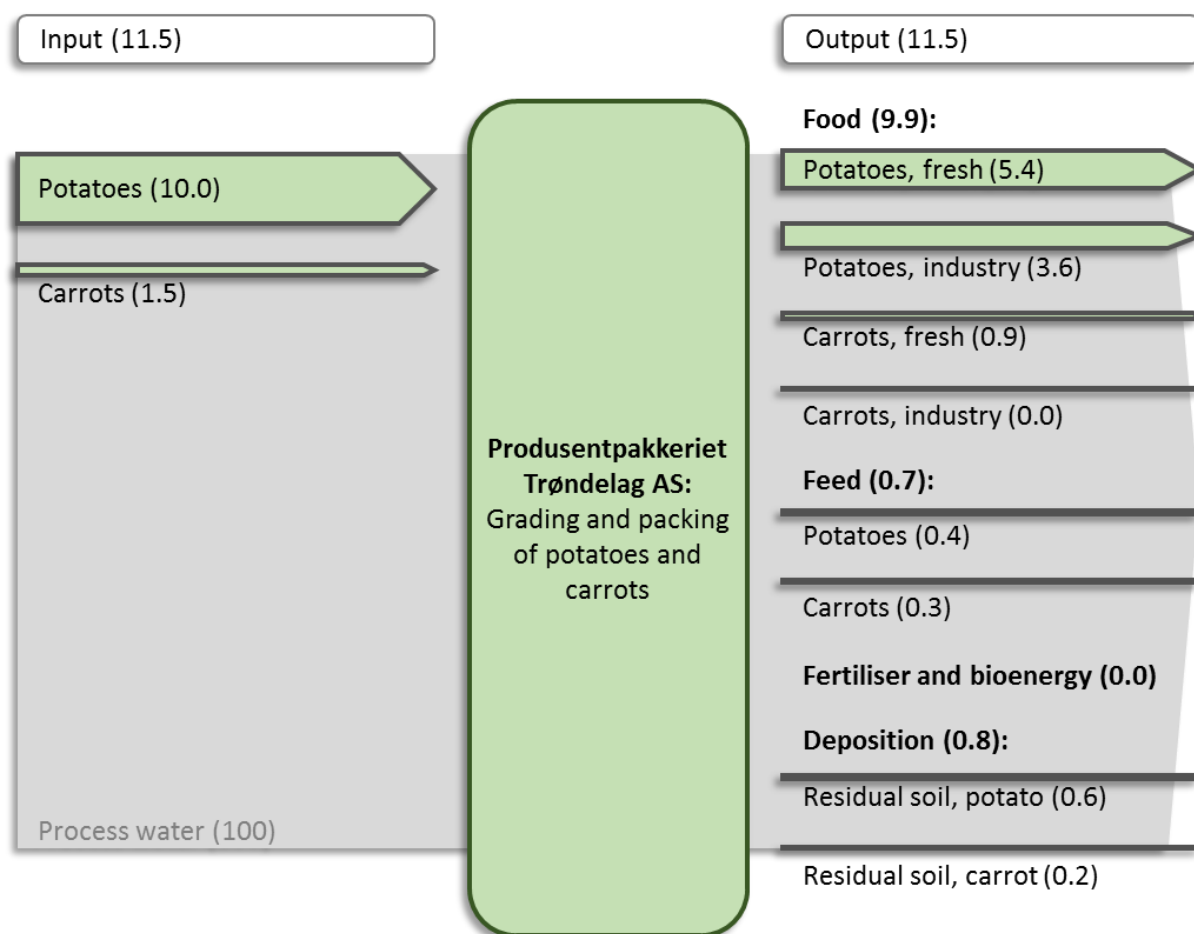 Input (11.5)
Potatoes (10.0)
Carrots (1.5)
Process water (100)
Produsentpakkeriet
Trøndelag AS:
Grading and packing
of potatoes and
carrots
Output (11.5)
Food (9.9):
Potatoes, fresh (5.4)
Potatoes, industry (3.6)
Carrots, fresh (0.9)
Carrots, industry (0.0)
Feed (0.7):
Potatoes (0.4)
Carrots (0.3)
Fertiliser and bioenergy (0.0)
Deposition (0.8):
Residual soil, potato (0.6)
Residual soil, carrot (0.2)